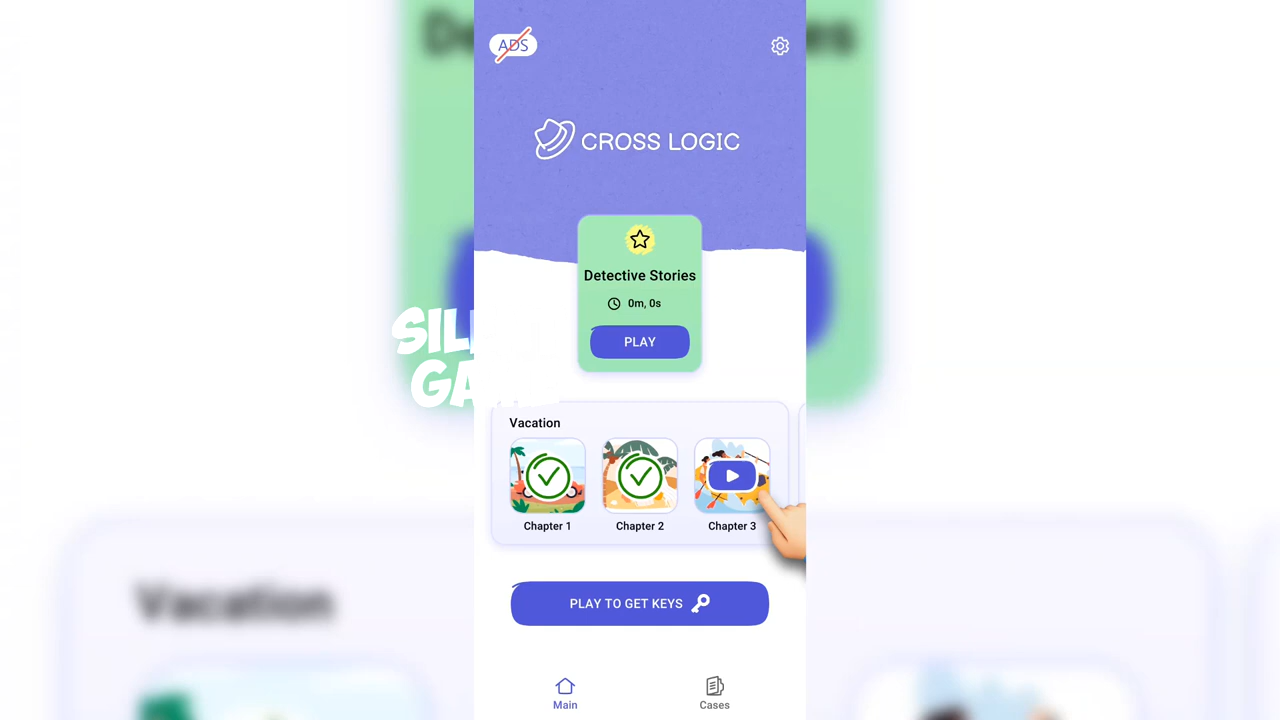 ADS
CROSS LOGIC
Detective Stories
0m, 0s
PLAY
Vacation
Chapter 1
Chapter 2
Chapter 3
PLAY TO GET KEYS
Main
Cases
Vacation